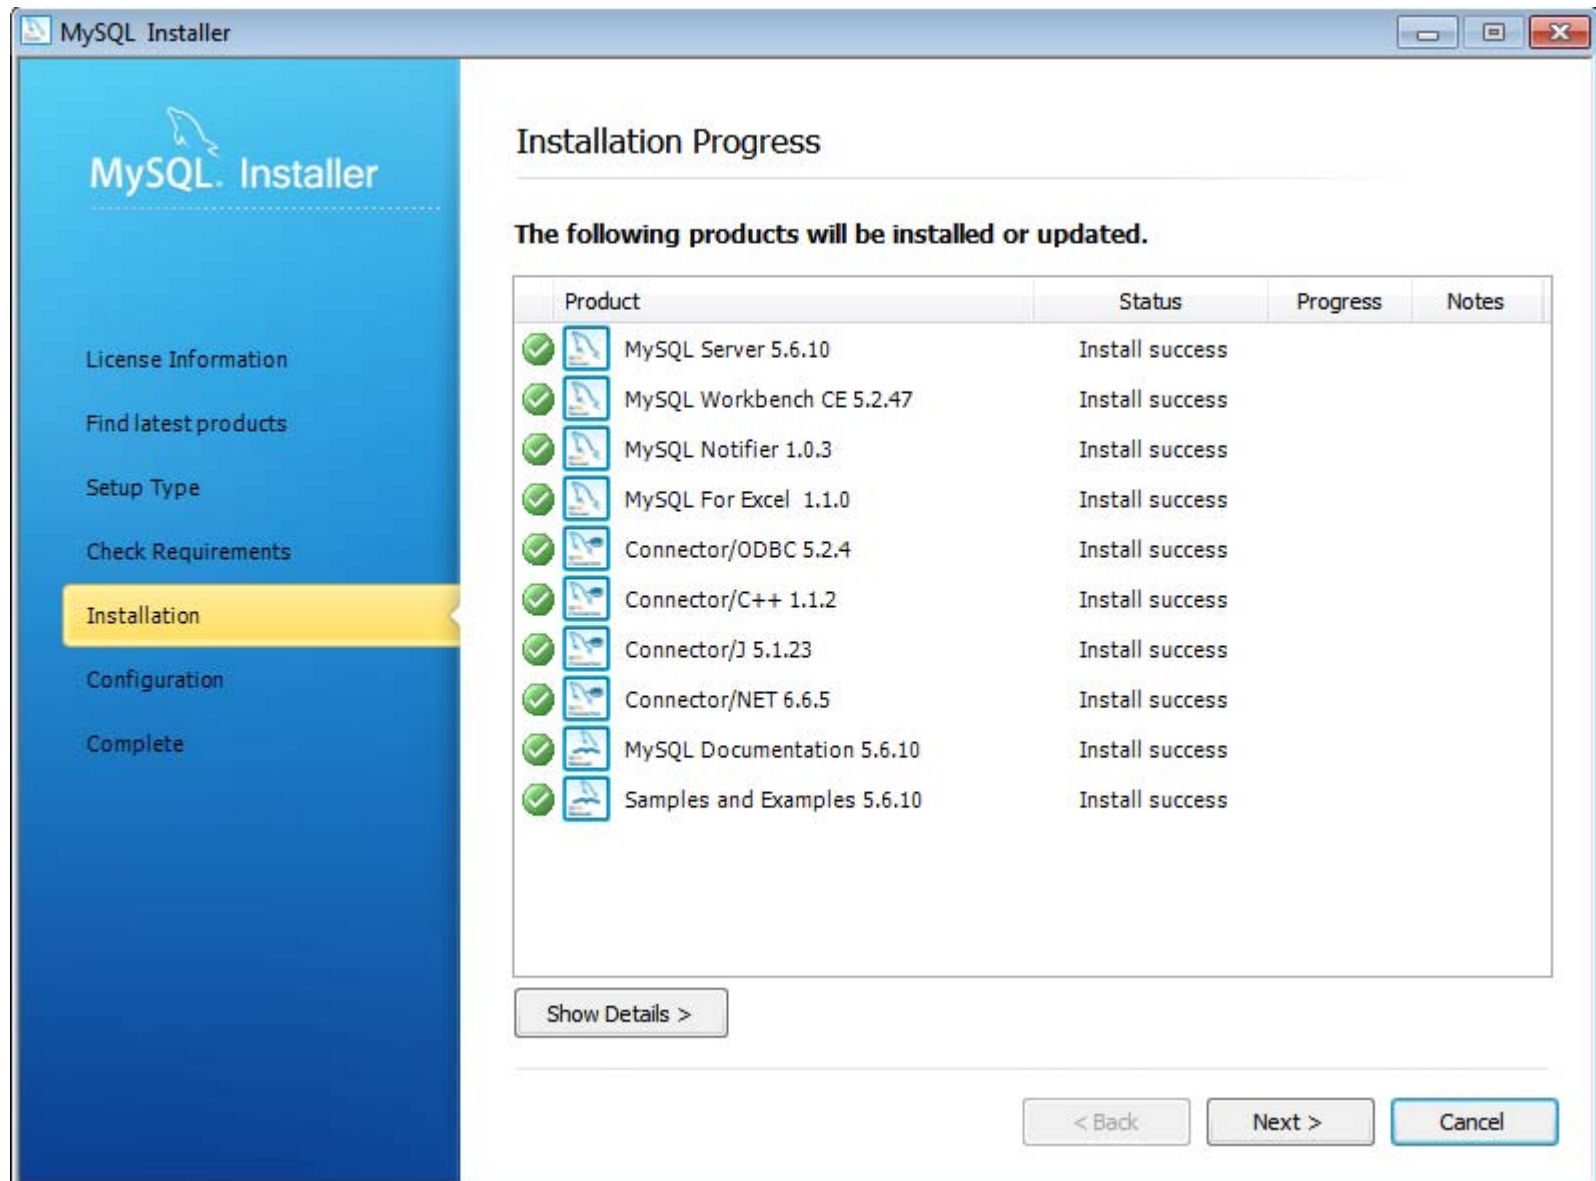 MySQL Installer
MySQL. Installer
License Information
Find latest products
Setup Type
Check Requirements
Installation
Configuration
Complete
Installation Progress
The following products will be installed or updated.
Product Status Progress Notes
MySQL Server 5.6.10 Install success
MySQL Workbench CE 5.2.47 Install success
MySQL Notifier 1.0.3 Install success
MySQL For Excel 1.1.0 Install success
Connector/ODBC 5.2.4 Install success
Connector/C++ 1.1.2 Install success
Connector/J 5.1.23 Install success
Connector/NET 6.6.5 Install success
MySQL Documentation 5.6.10 Install success
Samples and Examples 5.6.10 Install success
Show Details >
< Back Next > Cancel